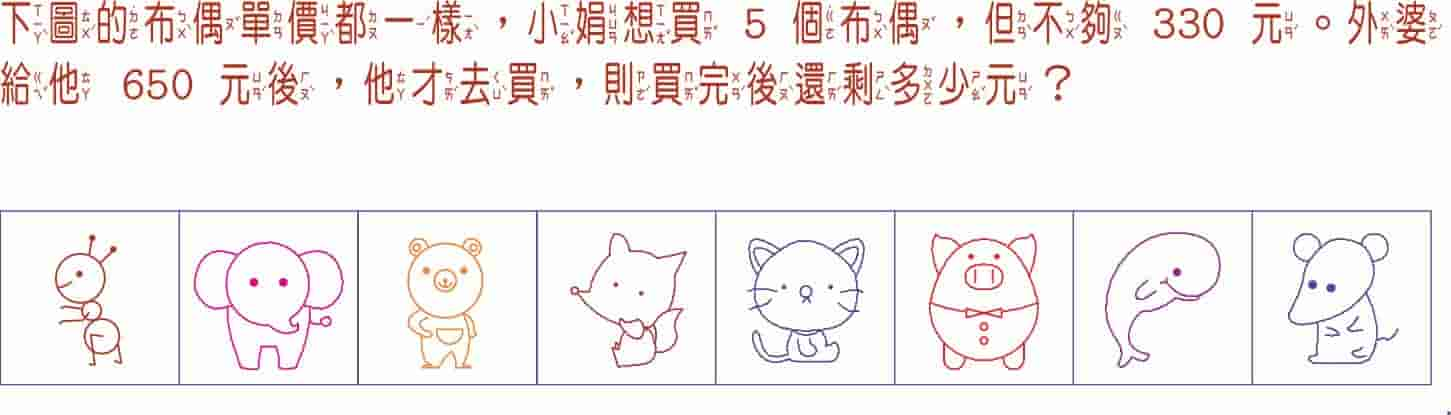 下圖的布偶單價都一樣，小娟想買 5 個布偶，但不夠 330 元。外婆
給他 650 元後，他才去買，則買完後還剩多少元？